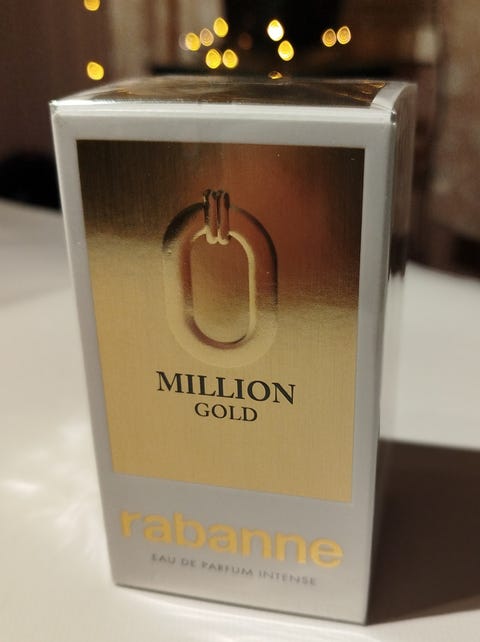 MILLION
GOLD
rabanne
EAU DE PARFUM INTENSE